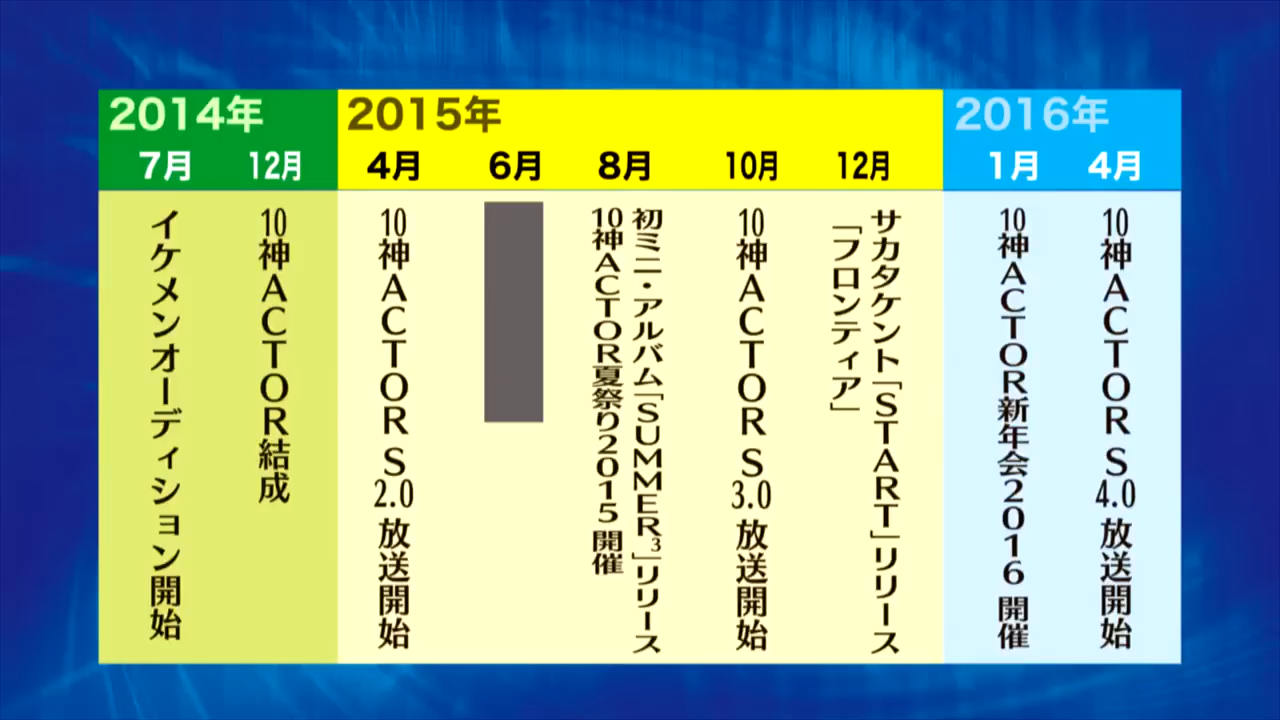 2014年
7月
イケメンオーディション開始
12月
10神ACTOR結成
2015年
4月
10神ACTOR S2.0 放送開始
6月
8月
初ミニ・アルバム「SUMMER³」リリース
10神ACTOR夏祭り2015 開催
10月
10神ACTOR S3.0 放送開始
12月
サカタケント「START」リリース
「フロンティア」
2016年
1月
10神ACTOR新年会2016 開催
4月
10神ACTOR S4.0 放送開始